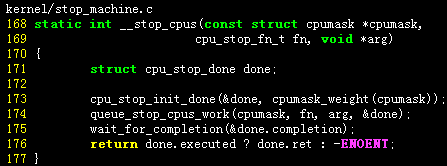 kernel/stop_machine.c
168 static int __stop_cpus(const struct cpumask *cpumask,
169 cpu_stop_fn_t fn, void *arg)
170 {
171 struct cpu_stop_done done;
172
173 cpu_stop_init_done(&done, cpumask_weight(cpumask));
174 queue_stop_cpus_work(cpumask, fn, arg, &done);
175 wait_for_completion(&done.completion);
176 return done.executed ? done.ret : -ENOENT;
177 }